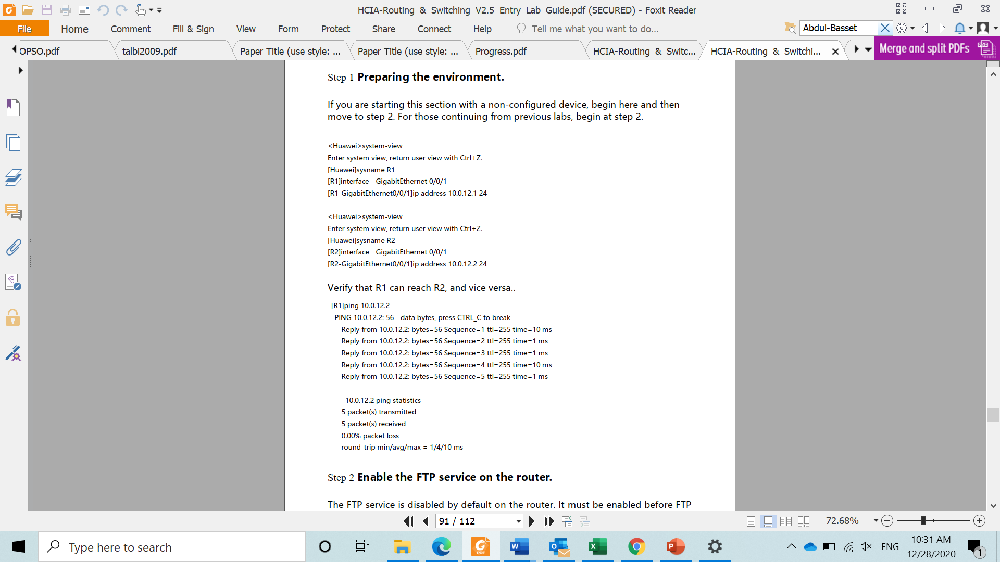 HCIA-Routing_&_Switching_V2.5_Entry_Lab_Guide.pdf (SECURED) - Foxit Reader
File Home Comment Fill & Sign View Form Protect Share Connect Help Tell me what you want to do... Abdul-Basset
OPSO.pdf talbi2009.pdf Paper Title (use style: ... Paper Title (use style: ... Progress.pdf HCIA-Routing_&_Switc... HCIA-Routing_&_Switchi... Merge and split PDFs
Step 1 Preparing the environment.
If you are starting this section with a non-configured device, begin here and then
move to step 2. For those continuing from previous labs, begin at step 2.
<Huawei>system-view
Enter system view, return user view with Ctrl+Z.
[Huawei]sysname R1
[R1]interface GigabitEthernet 0/0/1
[R1-GigabitEthernet0/0/1]ip address 10.0.12.1 24
<Huawei>system-view
Enter system view, return user view with Ctrl+Z.
[Huawei]sysname R2
[R2]interface GigabitEthernet 0/0/1
[R2-GigabitEthernet0/0/1]ip address 10.0.12.2 24
Verify that R1 can reach R2, and vice versa..
[R1]ping 10.0.12.2
PING 10.0.12.2: 56 data bytes, press CTRL_C to break
Reply from 10.0.12.2: bytes=56 Sequence=1 ttl=255 time=10 ms
Reply from 10.0.12.2: bytes=56 Sequence=2 ttl=255 time=1 ms
Reply from 10.0.12.2: bytes=56 Sequence=3 ttl=255 time=1 ms
Reply from 10.0.12.2: bytes=56 Sequence=4 ttl=255 time=10 ms
Reply from 10.0.12.2: bytes=56 Sequence=5 ttl=255 time=1 ms
--- 10.0.12.2 ping statistics ---
5 packet(s) transmitted
5 packet(s) received
0.00% packet loss
round-trip min/avg/max = 1/4/10 ms
Step 2 Enable the FTP service on the router.
The FTP service is disabled by default on the router. It must be enabled before FTP
91 / 112 72.68%
Type here to search ENG 10:31 AM
12/28/2020 1